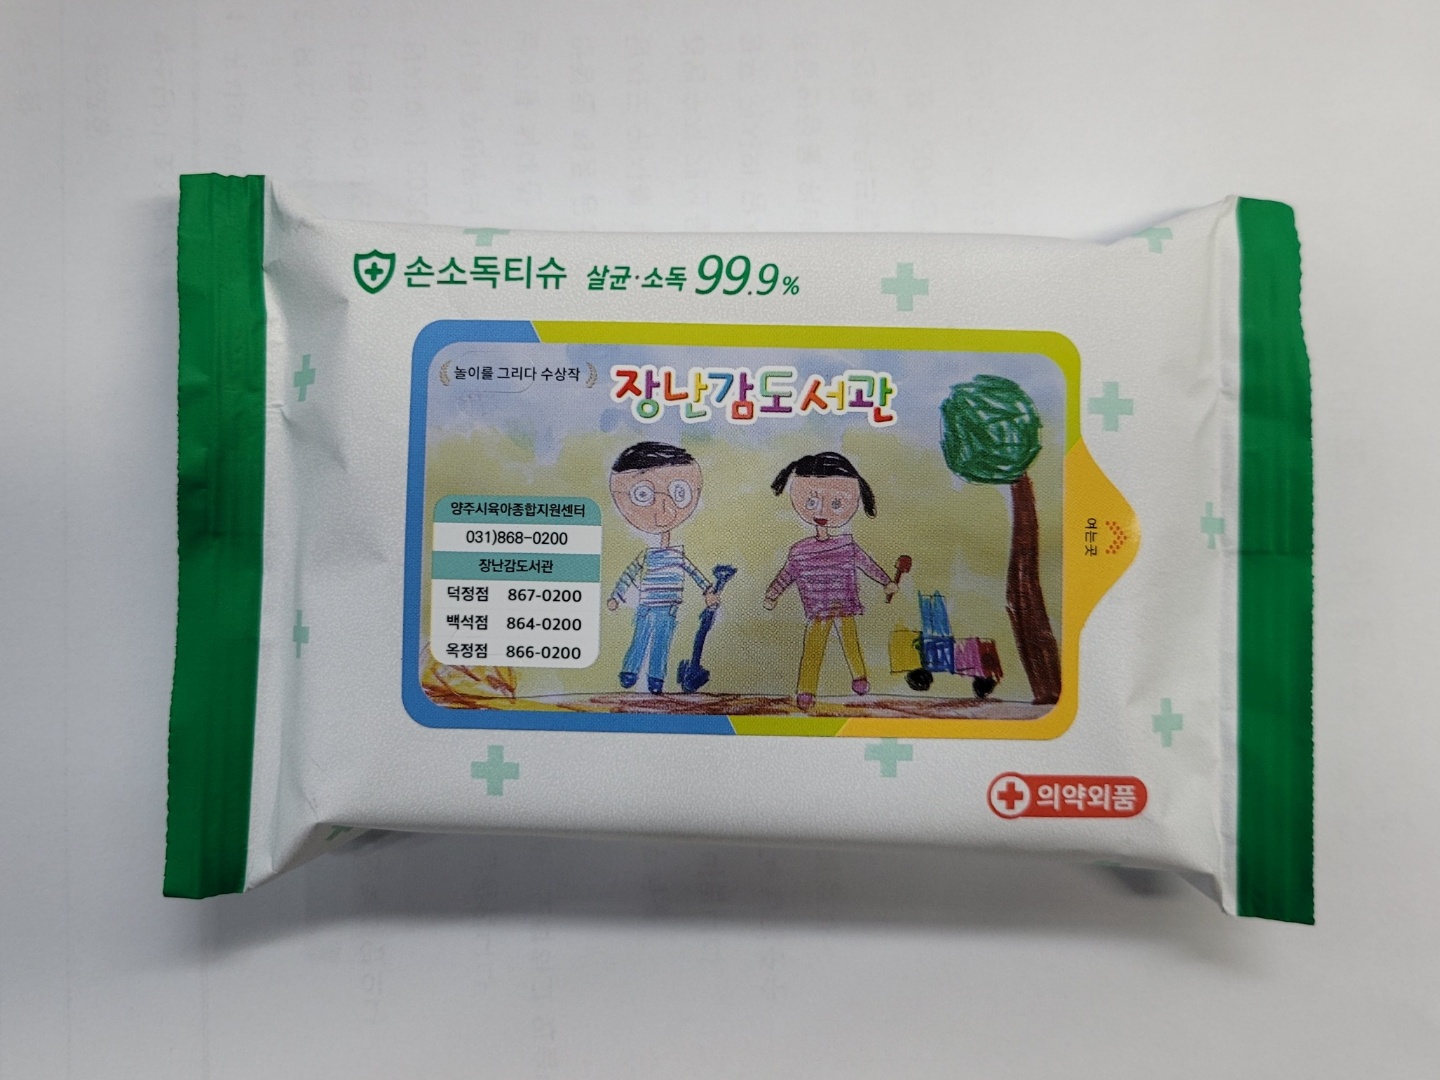 손소독티슈 살균·소독 99.9%
놀이를 그리다 수상작
장난감도서관
양주시육아종합지원센터
031)868-0200
장난감도서관
덕정점 867-0200
백석점 864-0200
옥정점 866-0200
여는 곳
의약외품